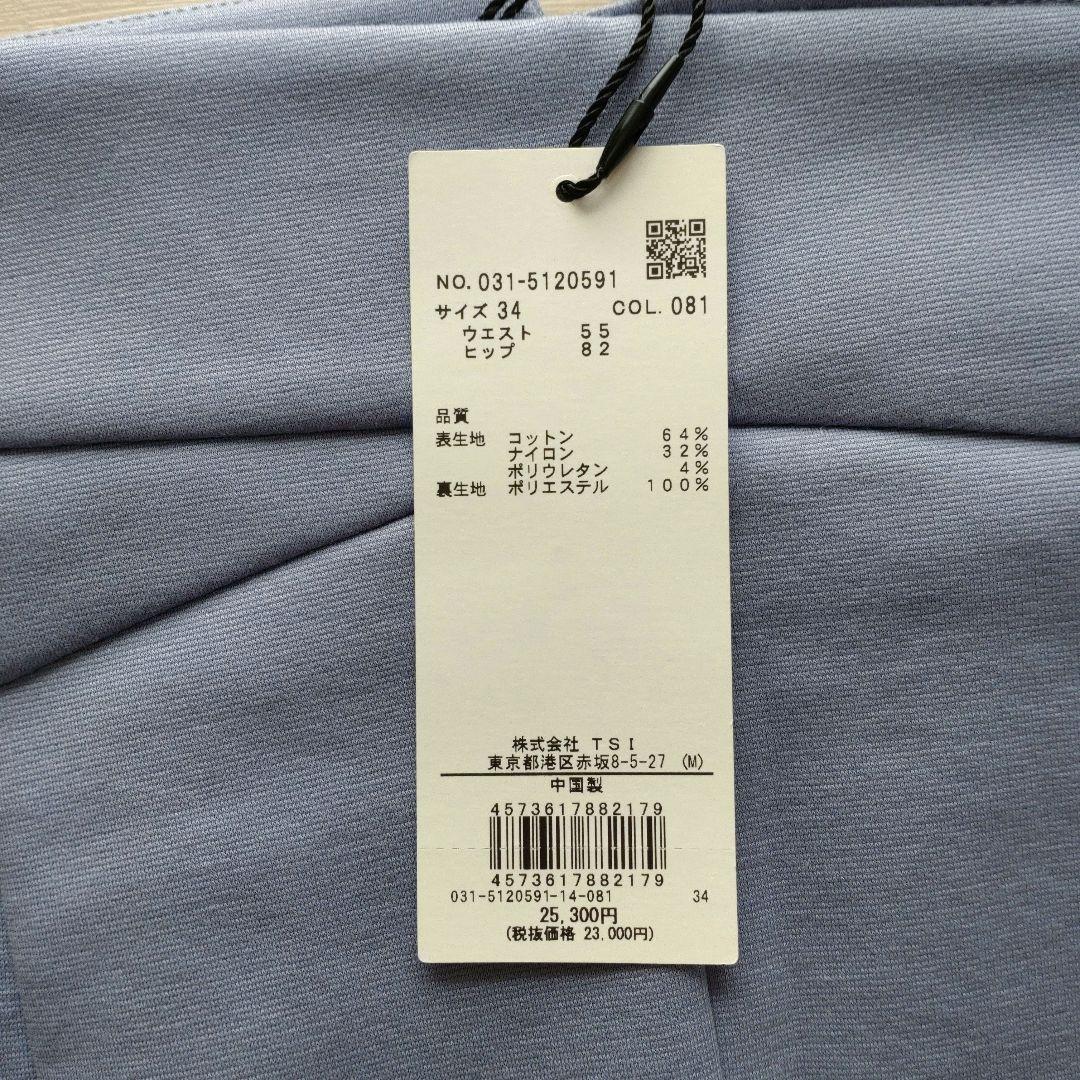 NO. 031-5120591
サイズ 34 COL. 081
ウエスト 55
ヒップ 82
品質
表生地 コットン 64%
ナイロン 32%
ポリウレタン 4%
裏生地 ポリエステル 100%
株式会社 TSI
東京都港区赤坂8-5-27 (M)
中国製
4573617882179
4573617882179
031-5120591-14-081 34
25,300円
(税抜価格 23,000円)